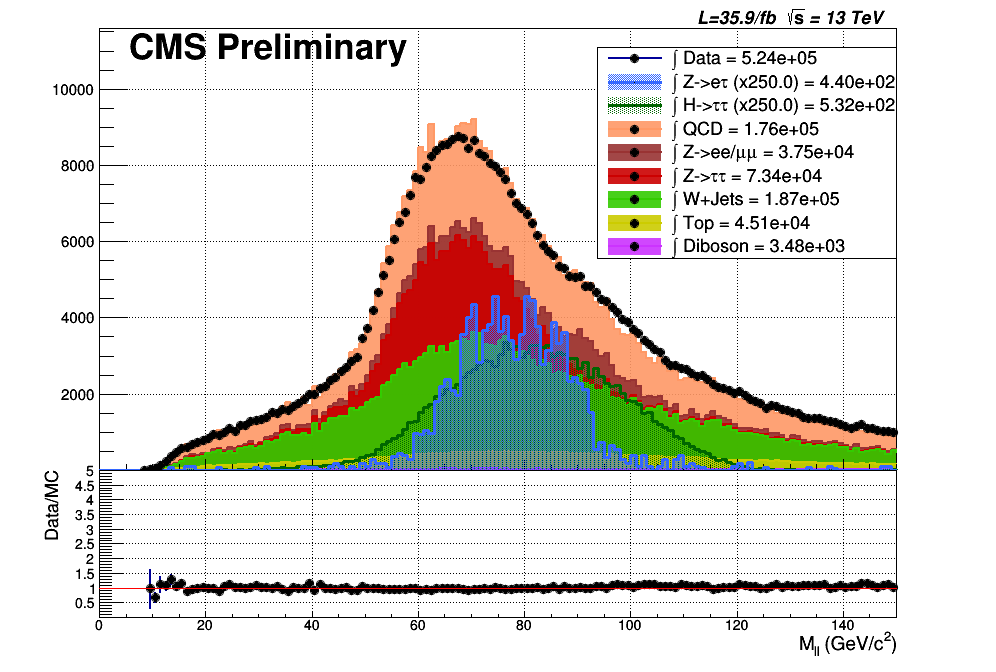 L=35.9/fb √s = 13 TeV
CMS Preliminary
∫ Data = 5.24e+05
∫ Z->eτ (x250.0) = 4.40e+02
∫ H->ττ (x250.0) = 5.32e+02
∫ QCD = 1.76e+05
∫ Z->ee/μμ = 3.75e+04
∫ Z->ττ = 7.34e+04
∫ W+Jets = 1.87e+05
∫ Top = 4.51e+04
∫ Diboson = 3.48e+03
10000
8000
6000
4000
2000
Data/MC
5
4.5
4
3.5
3
2.5
2
1.5
1
0.5
0 20 40 60 80 100 120 140
M_ll (GeV/c²)